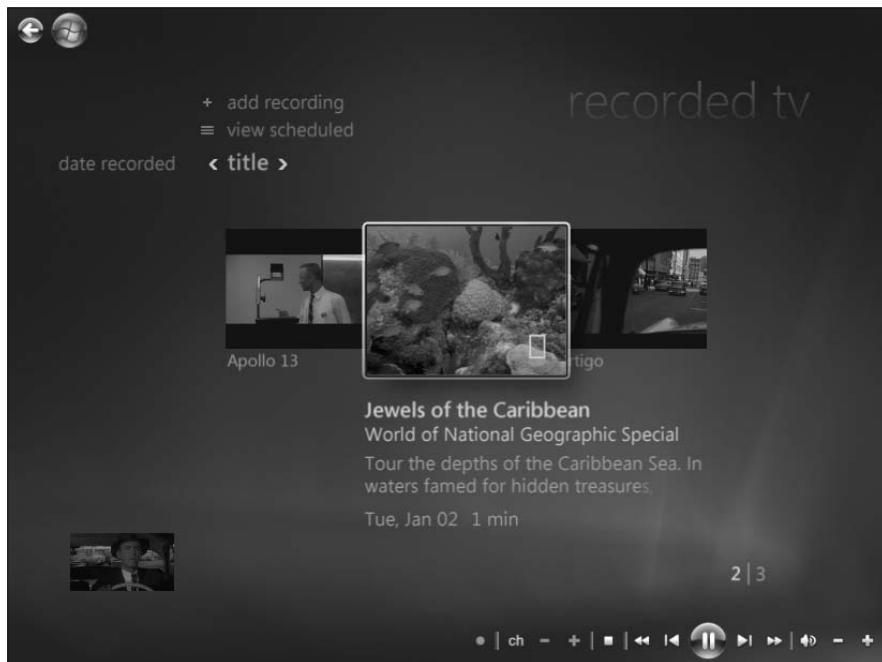 recorded tv
+ add recording
≡ view scheduled
date recorded < title >
Apollo 13
rtigo
Jewels of the Caribbean
World of National Geographic Special
Tour the depths of the Caribbean Sea. In
waters famed for hidden treasures,
Tue, Jan 02 1 min
2 | 3
ch - +